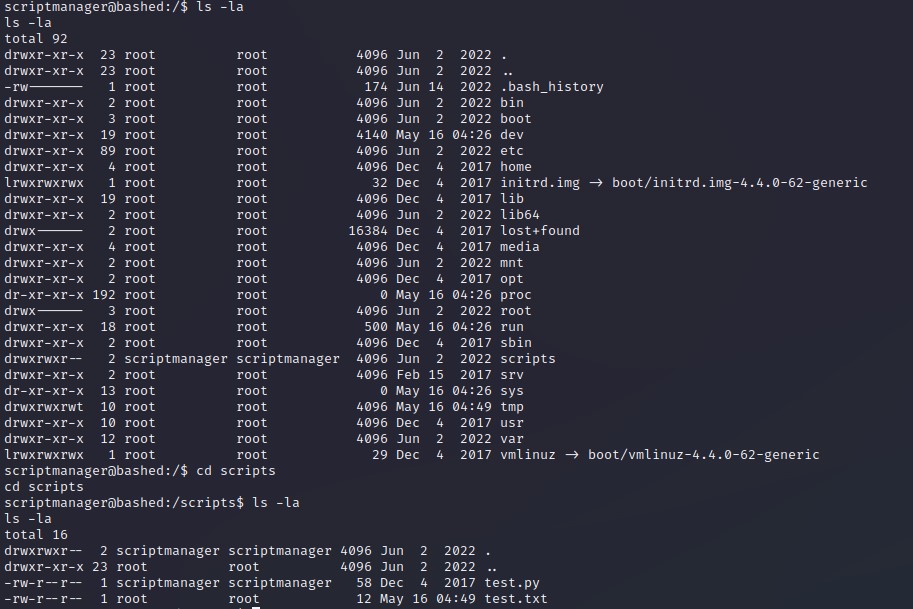 scriptmanager@bashed:/$ ls -la
ls -la
total 92
drwxr-xr-x  23 root          root           4096 Jun  2  2022 .
drwxr-xr-x  23 root          root           4096 Jun  2  2022 ..
-rw-------   1 root          root            174 Jun 14  2022 .bash_history
drwxr-xr-x   2 root          root           4096 Jun  2  2022 bin
drwxr-xr-x   3 root          root           4096 Jun  2  2022 boot
drwxr-xr-x  19 root          root           4140 May 16 04:26 dev
drwxr-xr-x  89 root          root           4096 Jun  2  2022 etc
drwxr-xr-x   4 root          root           4096 Dec  4  2017 home
lrwxrwxrwx   1 root          root             32 Dec  4  2017 initrd.img -> boot/initrd.img-4.4.0-62-generic
drwxr-xr-x  19 root          root           4096 Dec  4  2017 lib
drwxr-xr-x   2 root          root           4096 Jun  2  2022 lib64
drwx------   2 root          root          16384 Dec  4  2017 lost+found
drwxr-xr-x   4 root          root           4096 Dec  4  2017 media
drwxr-xr-x   2 root          root           4096 Jun  2  2022 mnt
drwxr-xr-x   2 root          root           4096 Dec  4  2017 opt
dr-xr-xr-x 192 root          root              0 May 16 04:26 proc
drwx------   3 root          root           4096 Jun  2  2022 root
drwxr-xr-x  18 root          root            500 May 16 04:26 run
drwxr-xr-x   2 root          root           4096 Dec  4  2017 sbin
drwxrwxr--   2 scriptmanager scriptmanager  4096 Jun  2  2022 scripts
drwxr-xr-x   2 root          root           4096 Feb 15  2017 srv
dr-xr-xr-x  13 root          root              0 May 16 04:26 sys
drwxrwxrwt  10 root          root           4096 May 16 04:49 tmp
drwxr-xr-x  10 root          root           4096 Dec  4  2017 usr
drwxr-xr-x  12 root          root           4096 Jun  2  2022 var
lrwxrwxrwx   1 root          root             29 Dec  4  2017 vmlinuz -> boot/vmlinuz-4.4.0-62-generic
scriptmanager@bashed:/$ cd scripts
cd scripts
scriptmanager@bashed:/scripts$ ls -la
ls -la
total 16
drwxrwxr--  2 scriptmanager scriptmanager 4096 Jun  2  2022 .
drwxr-xr-x 23 root          root          4096 Jun  2  2022 ..
-rw-r--r--  1 scriptmanager scriptmanager   58 Dec  4  2017 test.py
-rw-r--r--  1 root          root            12 May 16 04:49 test.txt